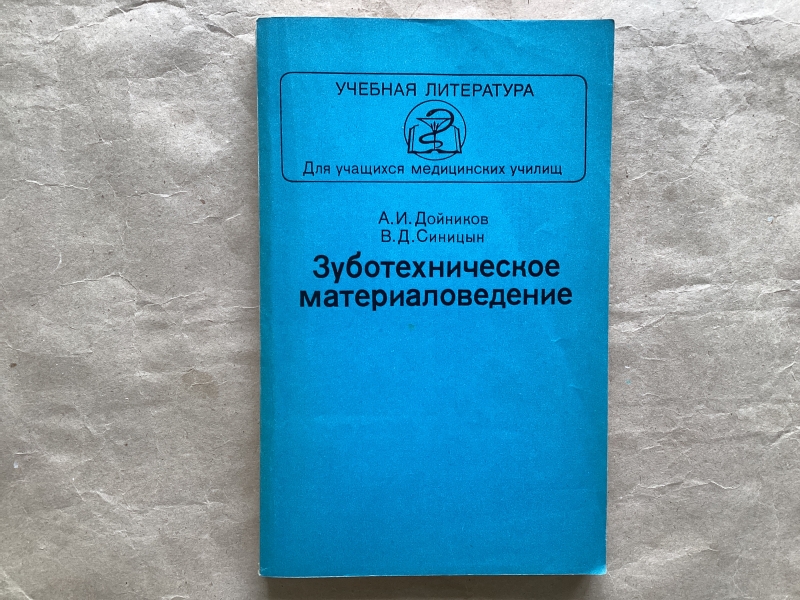 УЧЕБНАЯ ЛИТЕРАТУРА
Для учащихся медицинских училищ
А.И.Дойников
В.Д.Синицын
Зуботехническое
материаловедение